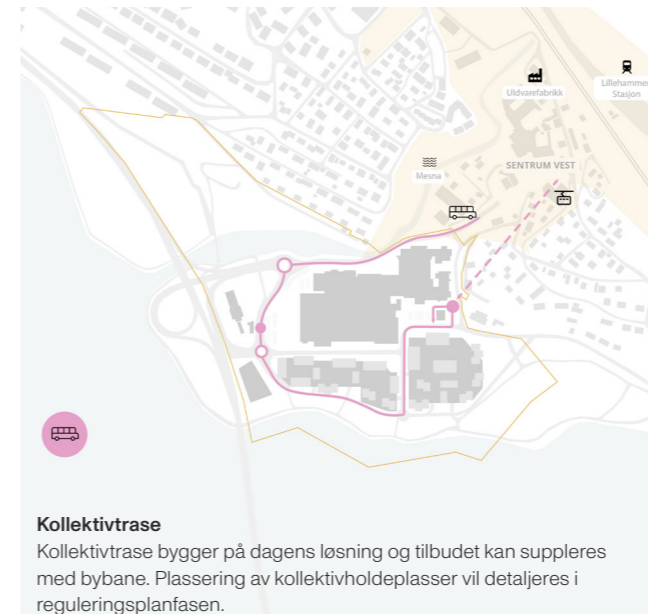 Uldvarefabrikk
Lillehammer
Stasjon
SENTRUM VEST
Mesna
Kollektivtrase
Kollektivtrase bygger på dagens løsning og tilbudet kan suppleres
med bybane. Plassering av kollektivholdeplasser vil detaljeres i
reguleringsplanfasen.